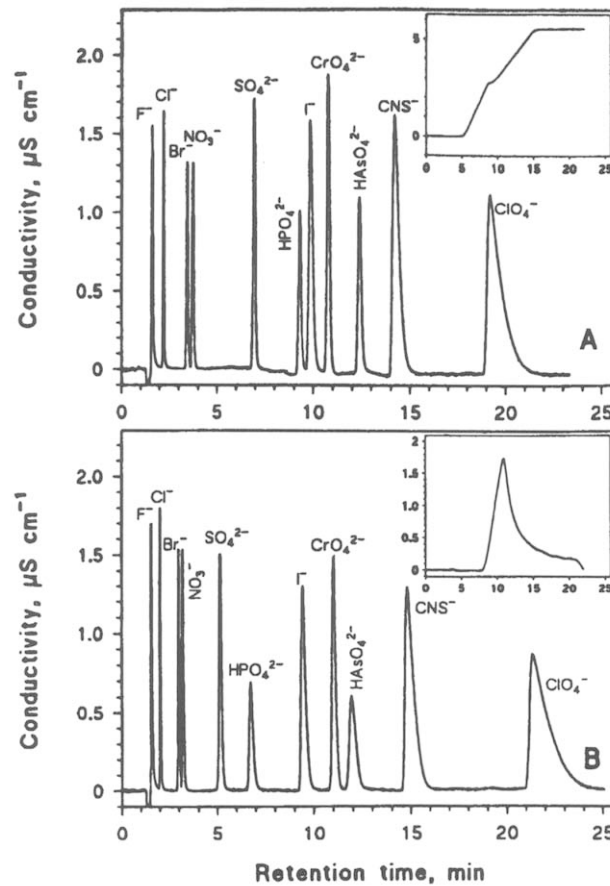 Conductivity, μS cm⁻¹
2.0
1.5
1.0
0.5
0
F⁻
Cl⁻
Br⁻
NO₃⁻
SO₄²⁻
HPO₄²⁻
I⁻
CrO₄²⁻
HAsO₄²⁻
CNS⁻
ClO₄⁻
A
5
0
0 5 10 15 20
0 5 10 15 20 25
Conductivity, μS cm⁻¹
2.0
1.5
1.0
0.5
0
F⁻
Cl⁻
Br⁻
NO₃⁻
SO₄²⁻
HPO₄²⁻
I⁻
CrO₄²⁻
HAsO₄²⁻
CNS⁻
ClO₄⁻
B
2
1.5
1
0.5
0
0 5 10 15 20
0 5 10 15 20 25
Retention time, min